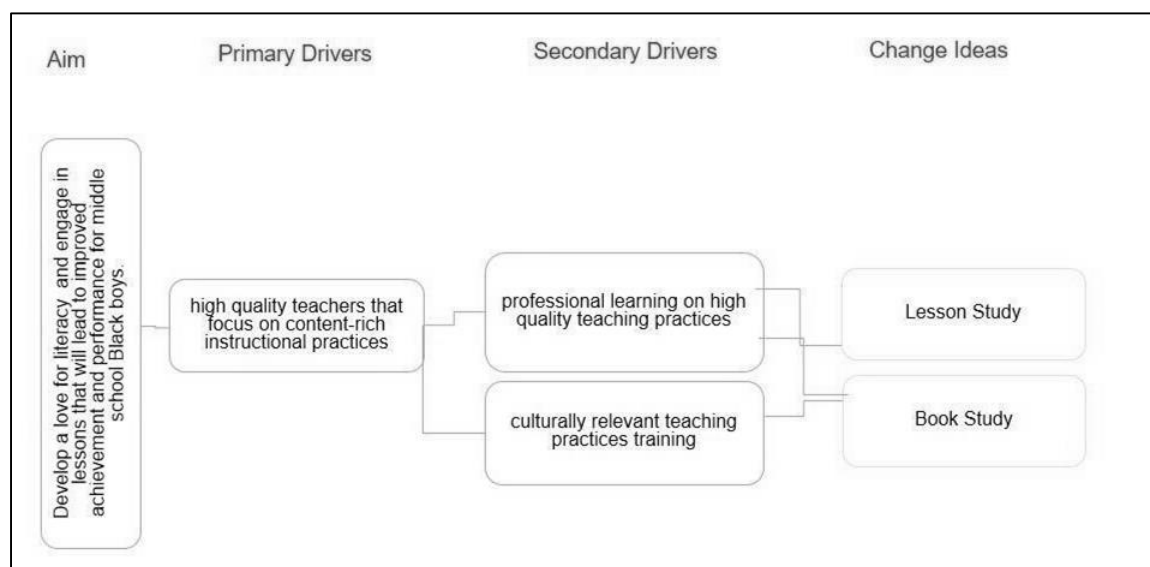 Aim
Primary Drivers
Secondary Drivers
Change Ideas
Develop a love for literacy and engage in
lessons that will lead to improved
achievement and performance for middle
school Black boys.
high quality teachers that
focus on content-rich
instructional practices
professional learning on high
quality teaching practices
culturally relevant teaching
practices training
Lesson Study
Book Study